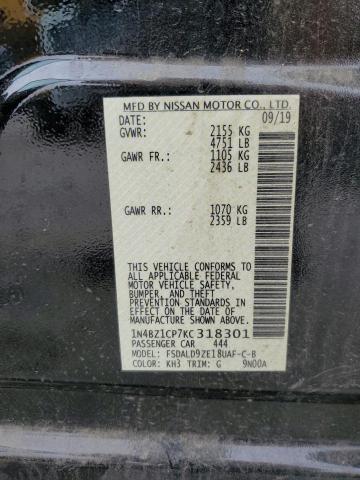 MFD BY NISSAN MOTOR CO., LTD.
DATE: 09/19
GVWR: 2155 KG
4751 LB
GAWR FR.: 1105 KG
2436 LB
GAWR RR.: 1070 KG
2359 LB
THIS VEHICLE CONFORMS TO ALL
APPLICABLE FEDERAL
MOTOR VEHICLE SAFETY,
BUMPER, AND THEFT
PREVENTION STANDARDS IN
EFFECT ON THE DATE OF
MANUFACTURE SHOWN ABOVE.
1N4BZ1CP7KC318301
PASSENGER CAR 444
MODEL: FSDALD9ZE18UAF-C-B
COLOR: KH3 TRIM: G 9N00A